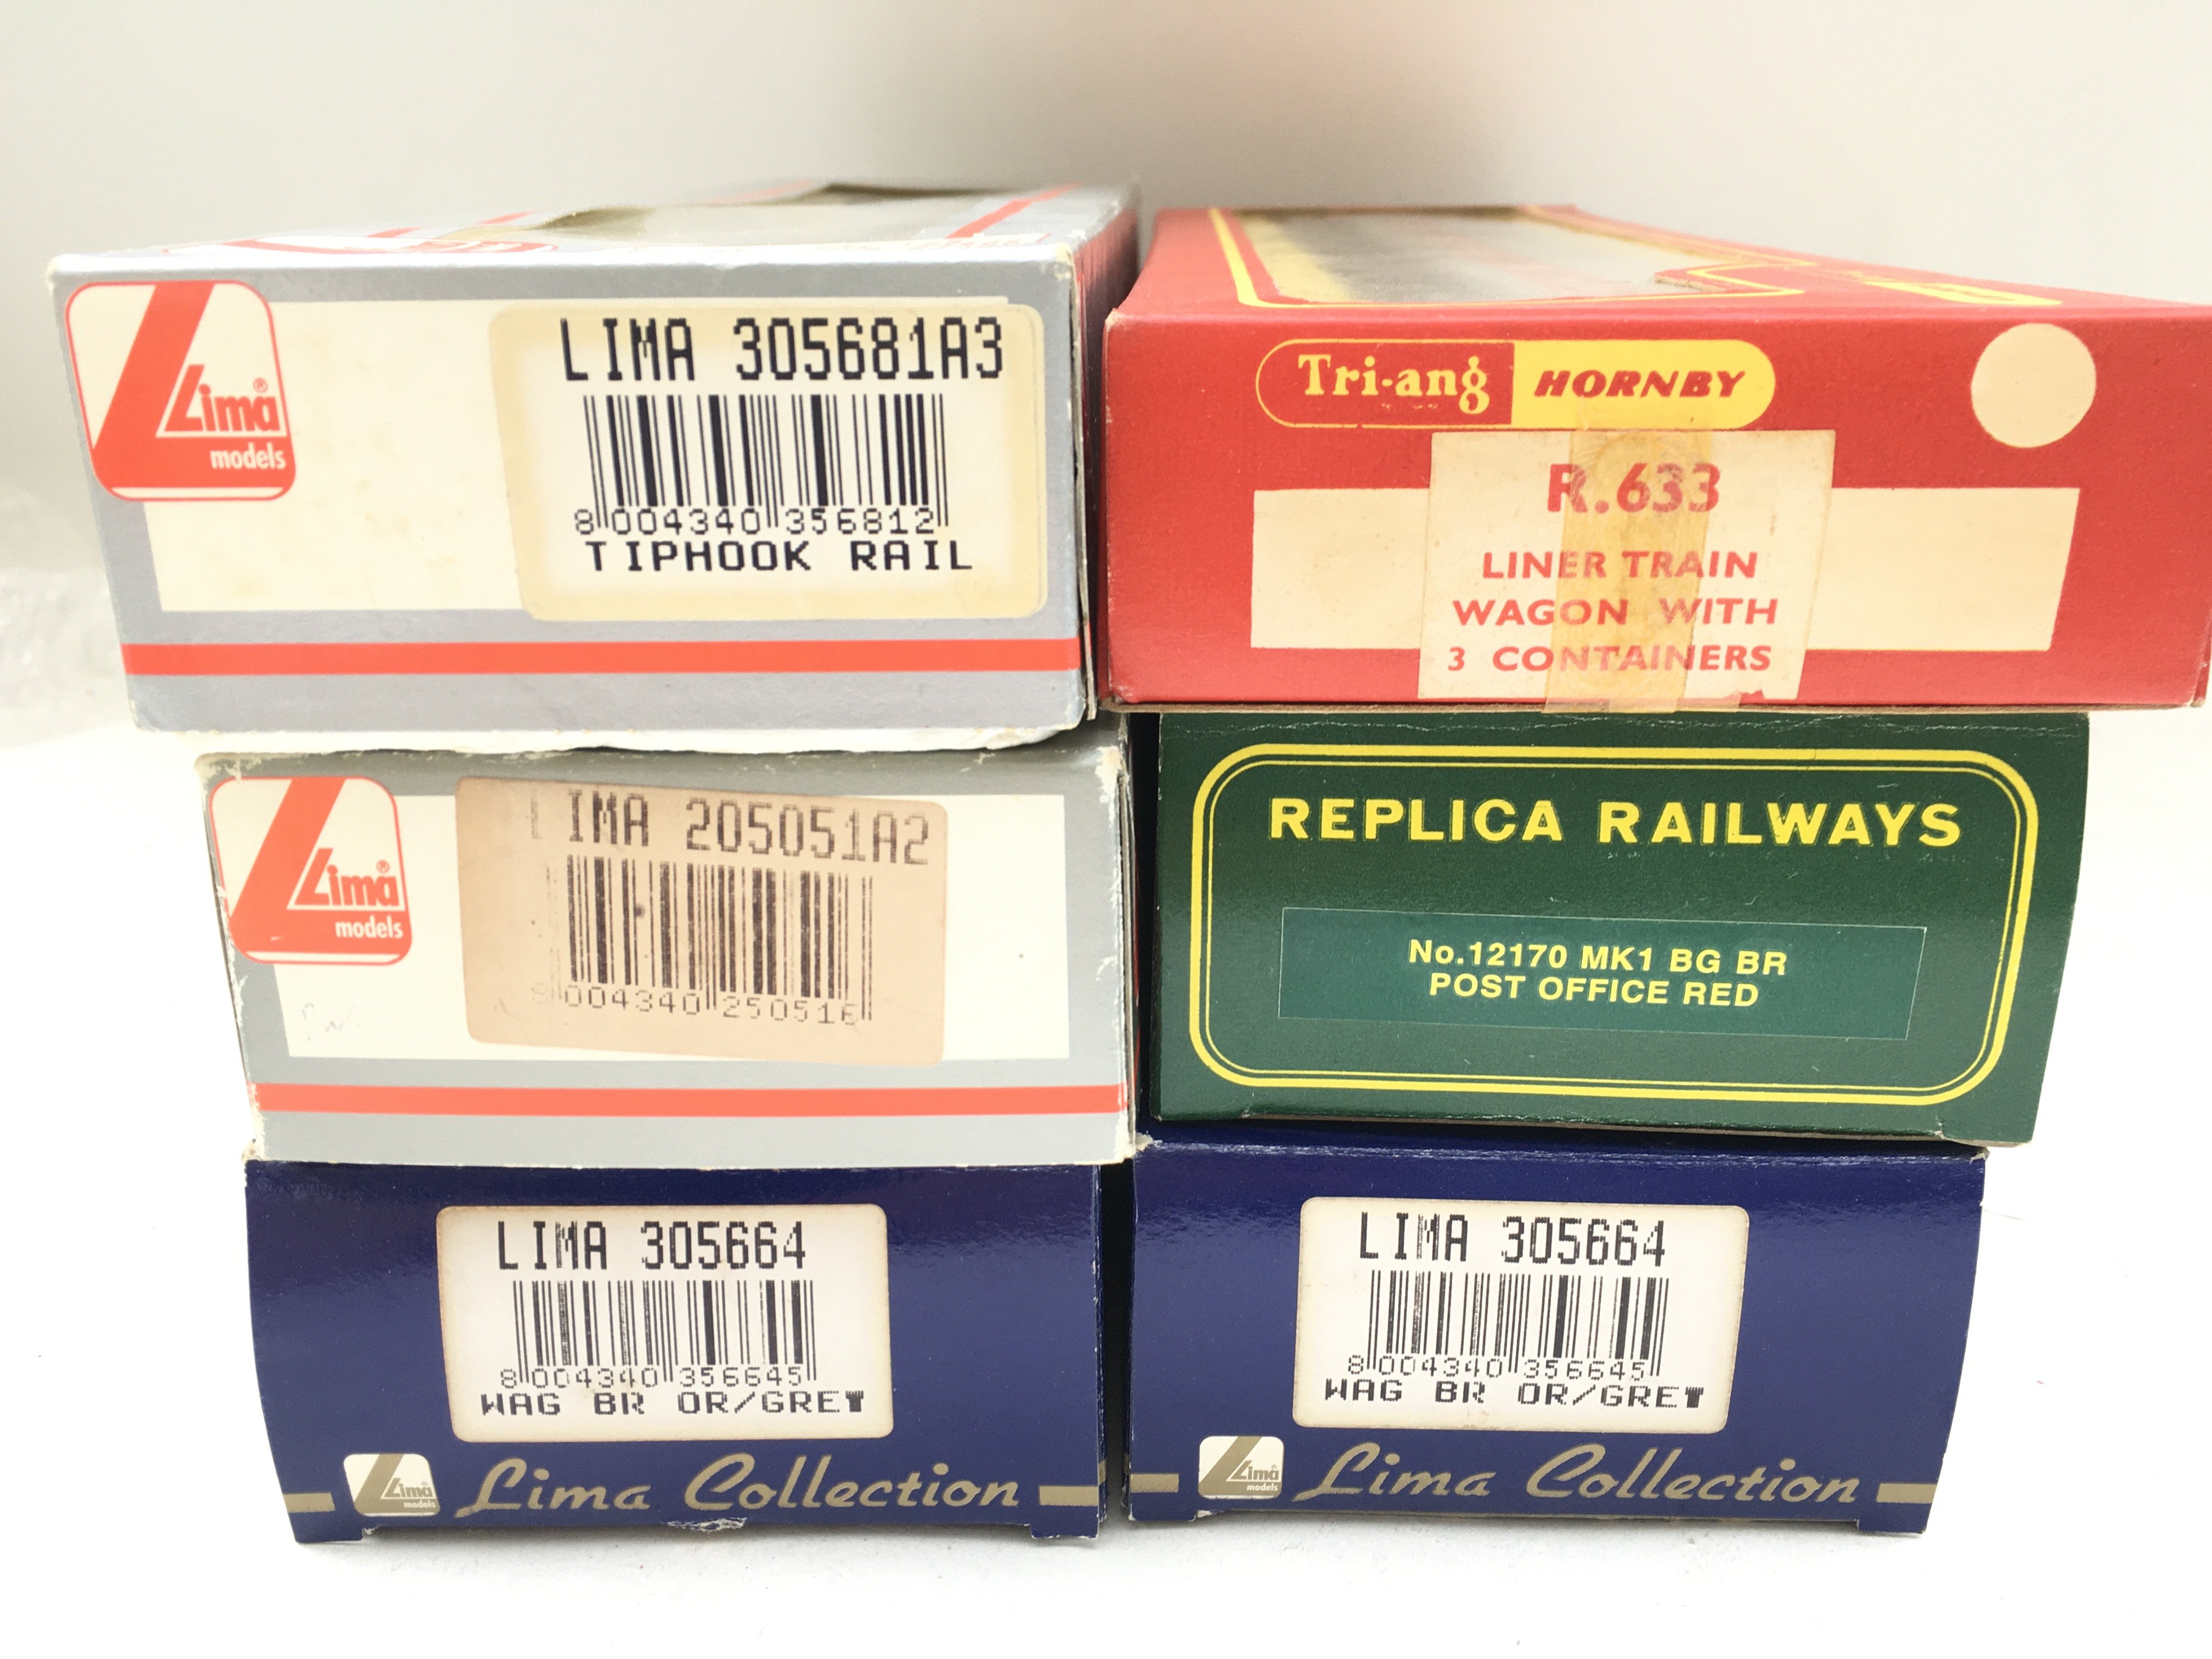 Lima®
models
LIMA 305681A3
8 004340 356812
TIPHOOK RAIL
Tri-ang HORNBY
R.633
LINER TRAIN
WAGON WITH
3 CONTAINERS
Lima®
models
LIMA 205051A2
004340 250516
REPLICA RAILWAYS
No.12170 MK1 BG BR
POST OFFICE RED
LIMA 305664
8 004340 356645
WAG BR OR/GREY
Lima®
models
Lima Collection
LIMA 305664
8 004340 356645
WAG BR OR/GREY
Lima®
models
Lima Collection